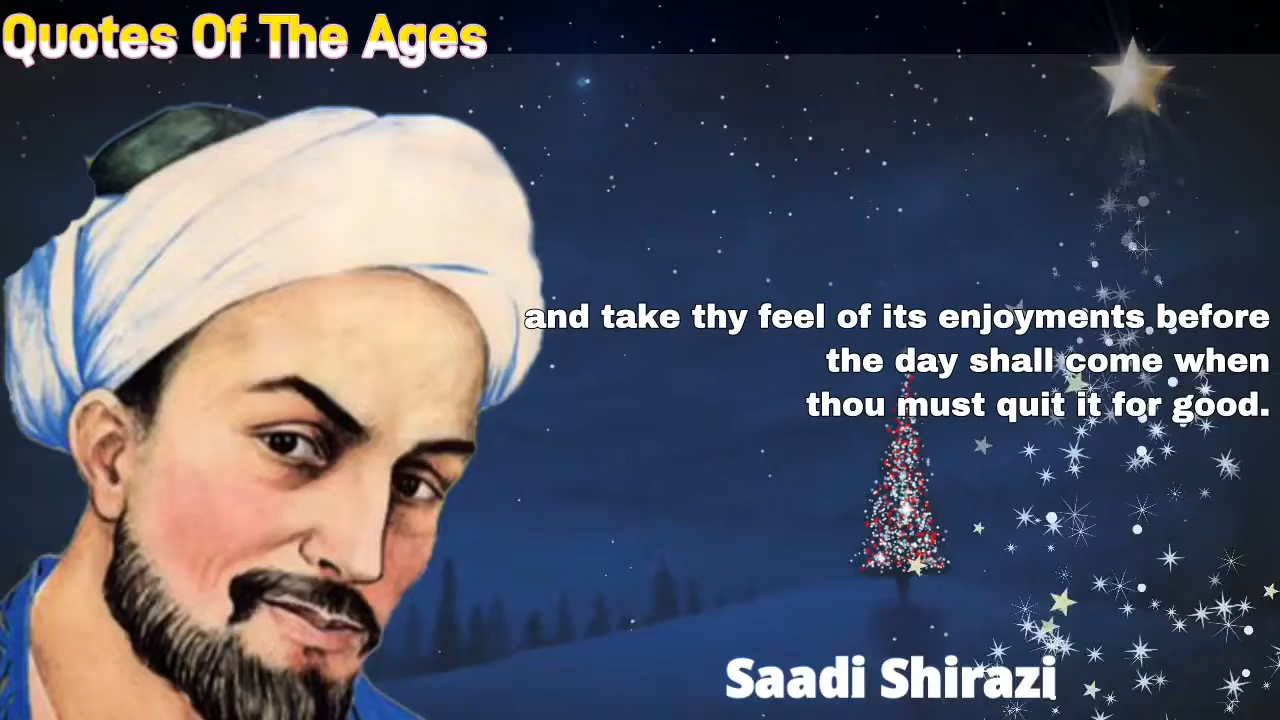 Quotes Of The Ages
and take thy feel of its enjoyments before
the day shall come when
thou must quit it for good.
Saadi Shirazi